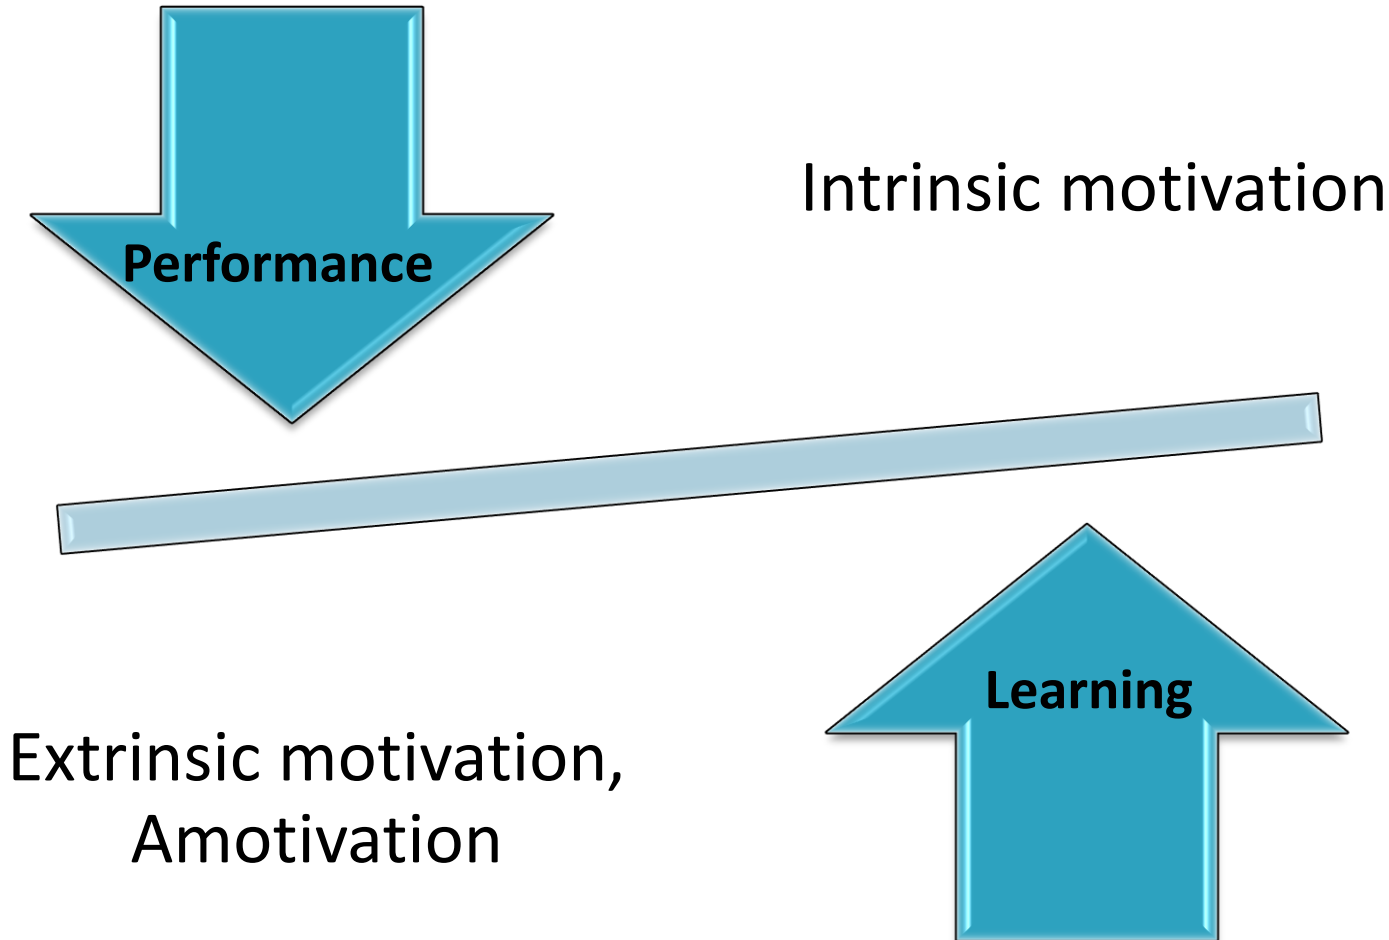 Intrinsic motivation
Performance
Learning
Extrinsic motivation,
Amotivation